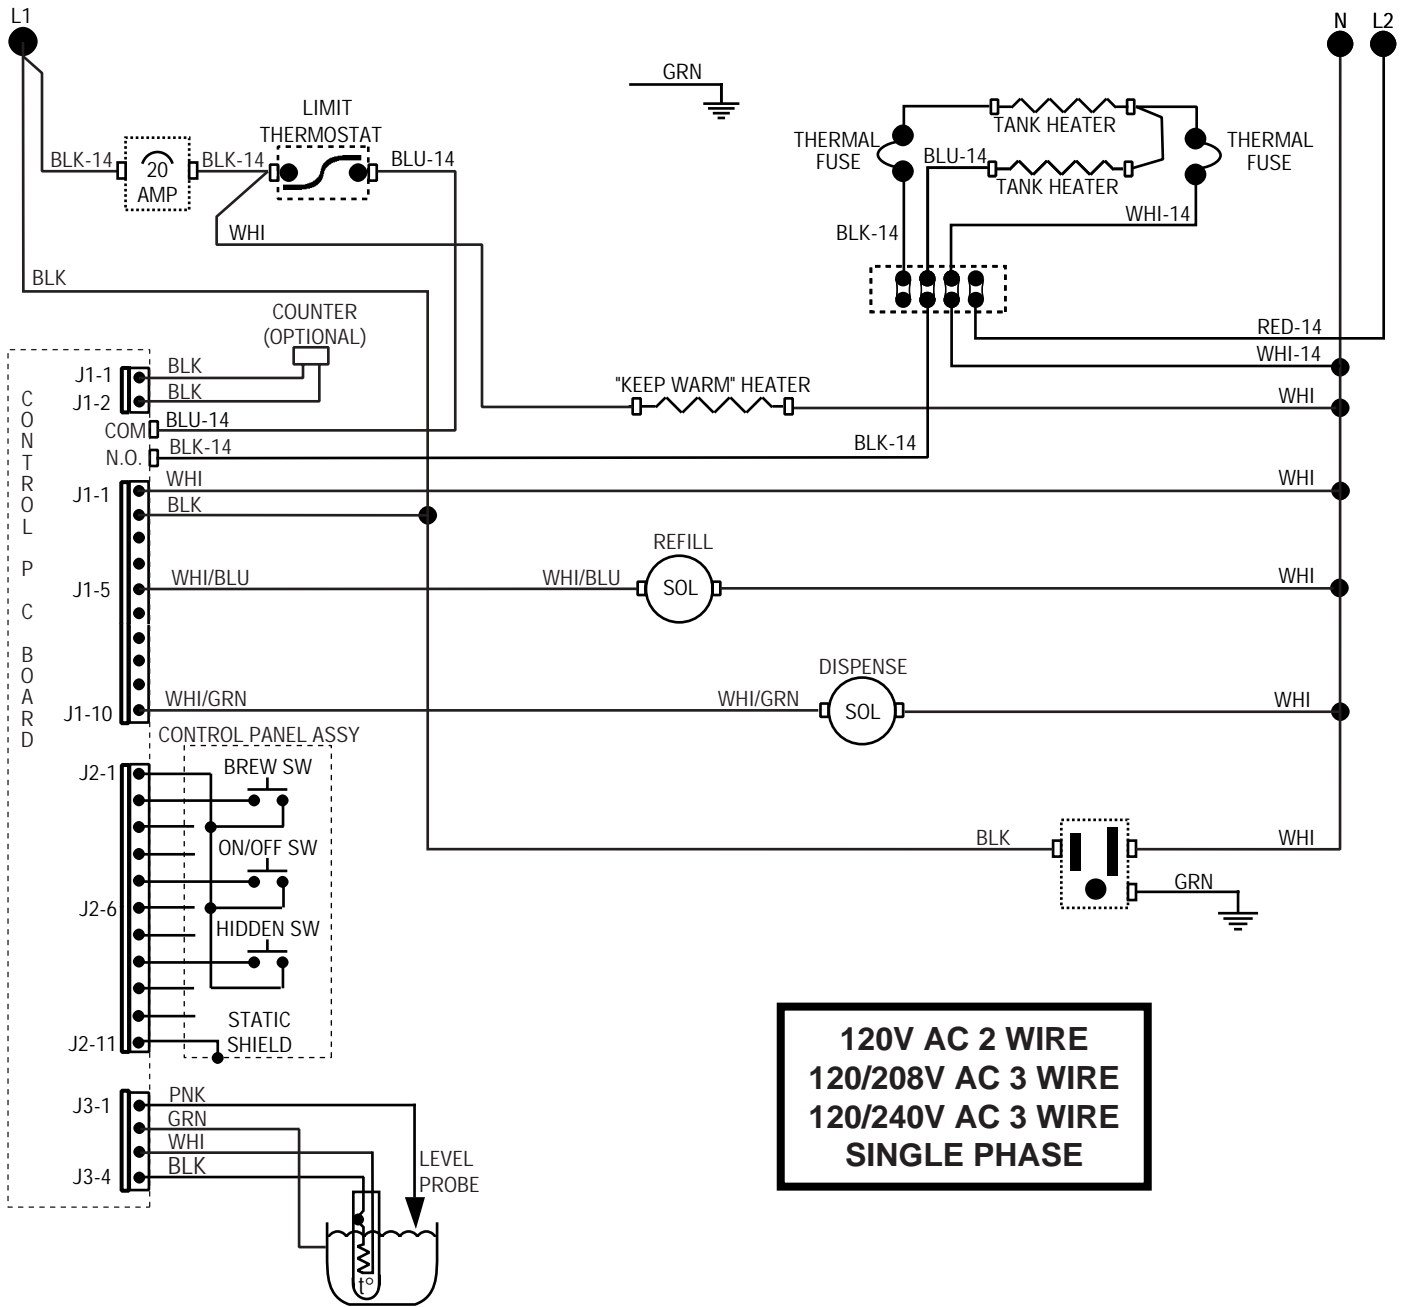 L1
N
L2
GRN
LIMIT
THERMOSTAT
BLK-14
20
AMP
BLK-14
BLU-14
WHI
BLK
THERMAL
FUSE
TANK HEATER
BLU-14
TANK HEATER
THERMAL
FUSE
WHI-14
BLK-14
RED-14
WHI-14
COUNTER
(OPTIONAL)
CONTROL P C BOARD
J1-1
BLK
J1-2
BLK
COM
BLU-14
N.O.
BLK-14
"KEEP WARM" HEATER
WHI
BLK-14
J1-1
WHI
WHI
BLK
REFILL
J1-5
WHI/BLU
WHI/BLU
SOL
WHI
DISPENSE
J1-10
WHI/GRN
WHI/GRN
SOL
WHI
CONTROL PANEL ASSY
J2-1
BREW SW
ON/OFF SW
J2-6
HIDDEN SW
STATIC
SHIELD
J2-11
BLK
WHI
GRN
J3-1
PNK
GRN
WHI
J3-4
BLK
LEVEL
PROBE
t°
120V AC 2 WIRE
120/208V AC 3 WIRE
120/240V AC 3 WIRE
SINGLE PHASE